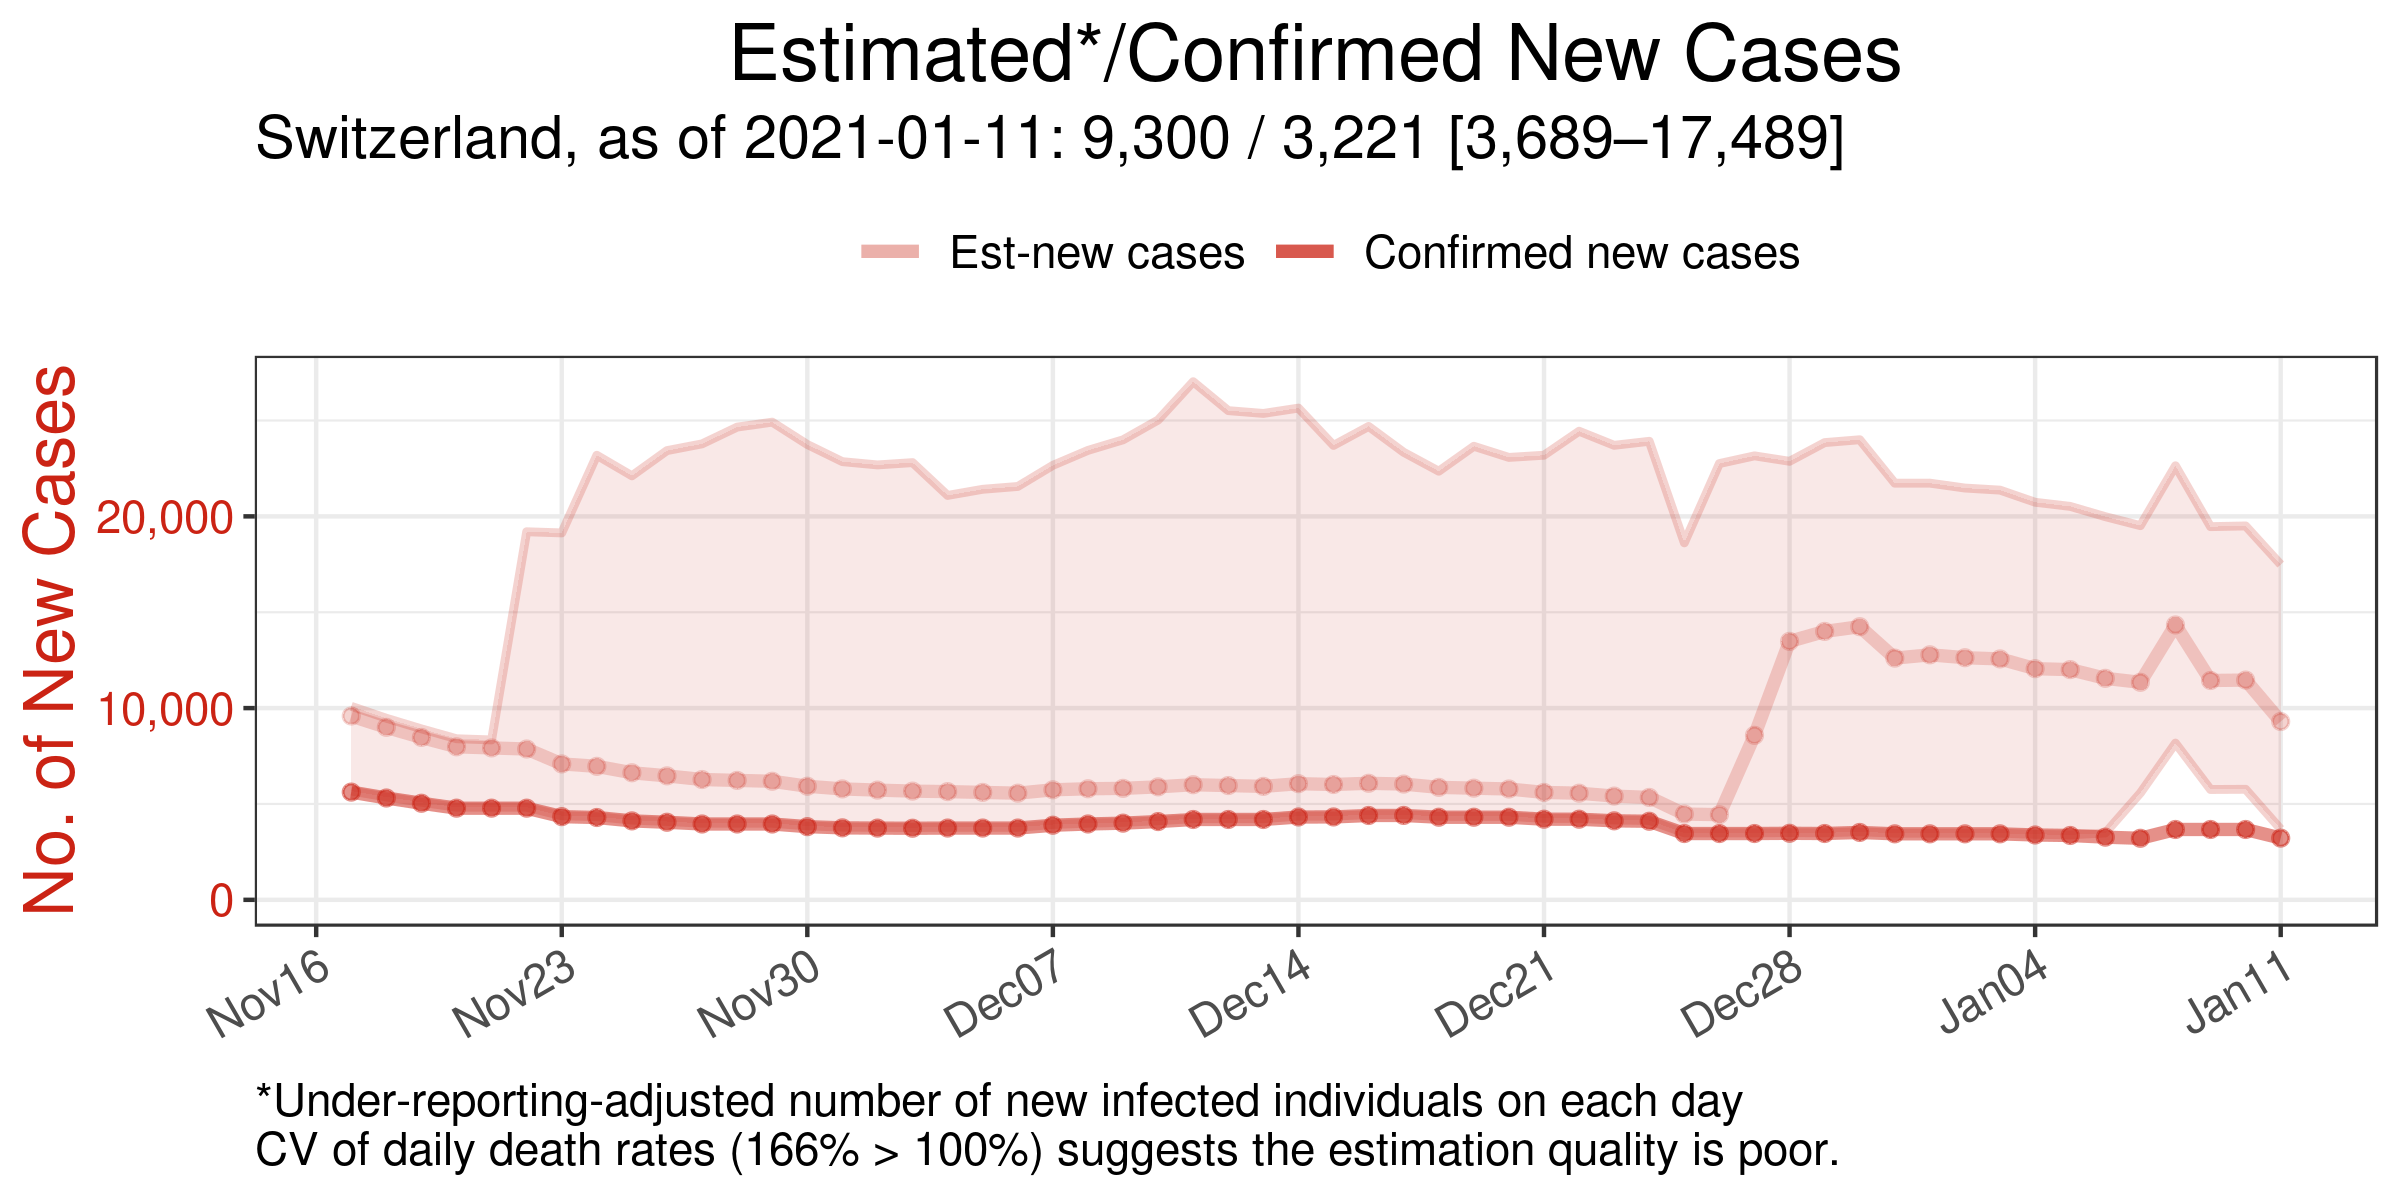 Estimated*/Confirmed New Cases
Switzerland, as of 2021-01-11: 9,300 / 3,221 [3,689–17,489]
Est-new cases
Confirmed new cases
No. of New Cases
20,000
10,000
0
Nov16
Nov23
Nov30
Dec07
Dec14
Dec21
Dec28
Jan04
Jan11
*Under-reporting-adjusted number of new infected individuals on each day
CV of daily death rates (166% > 100%) suggests the estimation quality is poor.